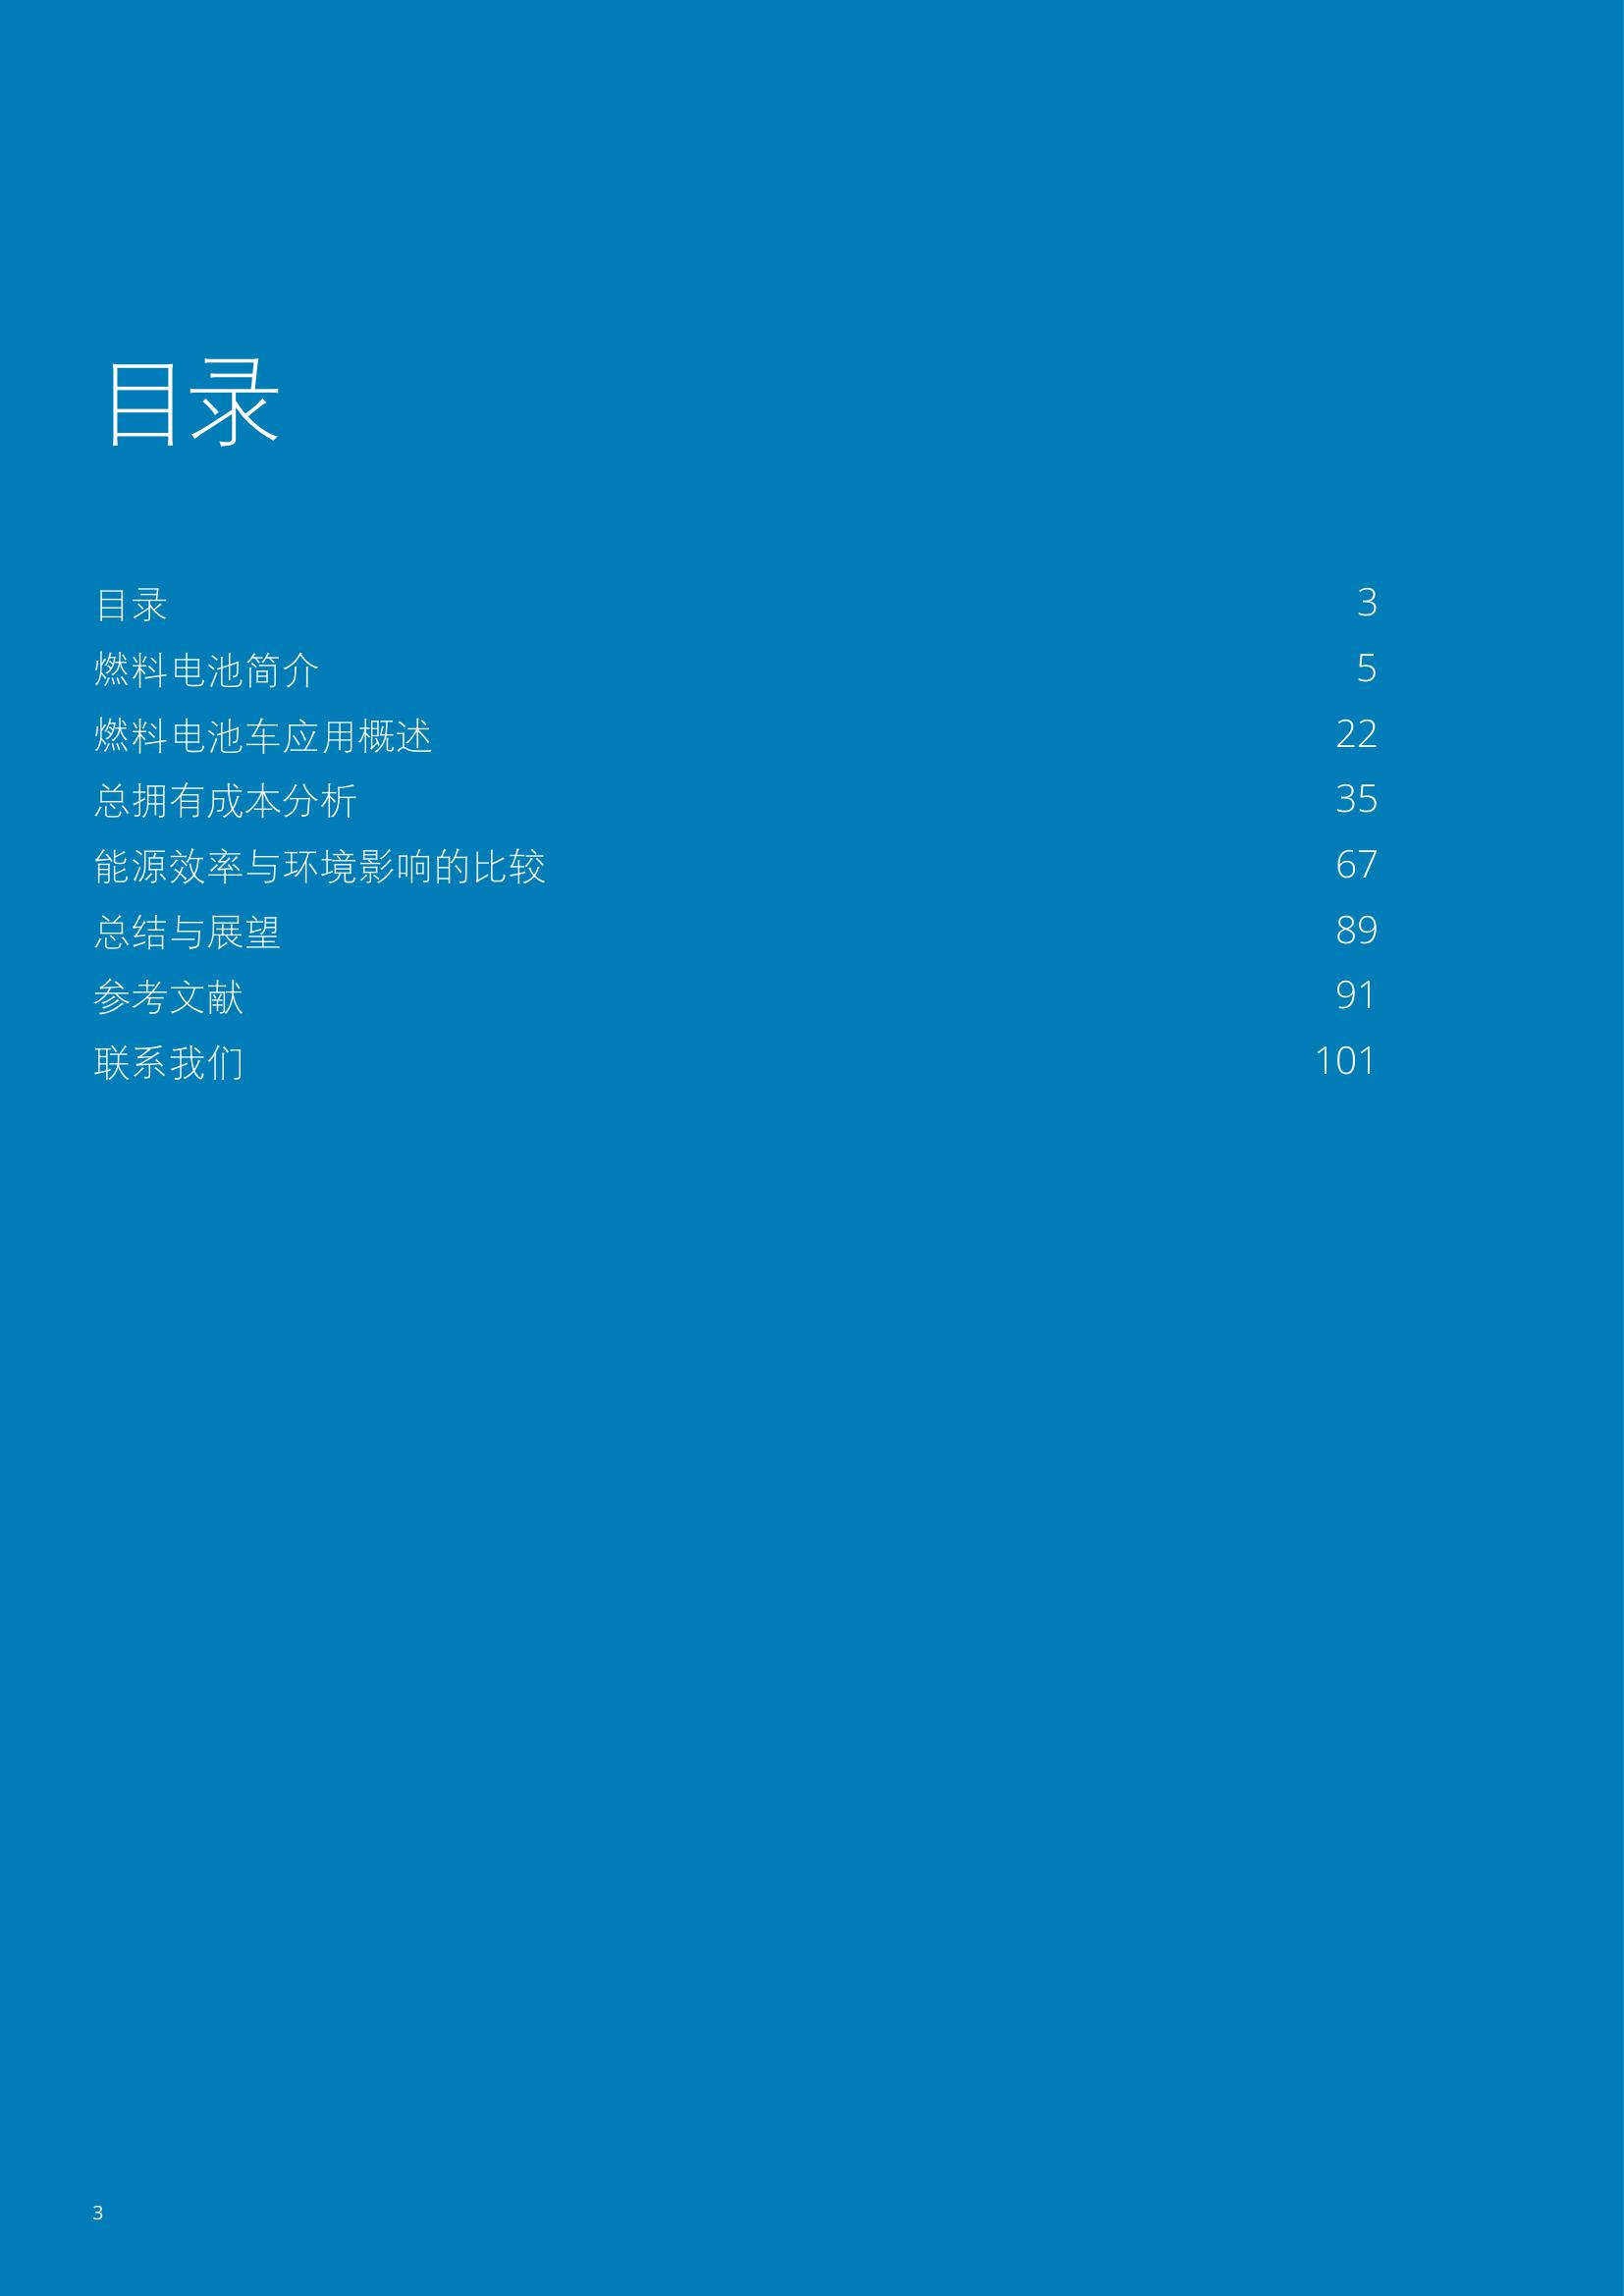 目录
目录 3
燃料电池简介 5
燃料电池车应用概述 22
总拥有成本分析 35
能源效率与环境影响的比较 67
总结与展望 89
参考文献 91
联系我们 101
3